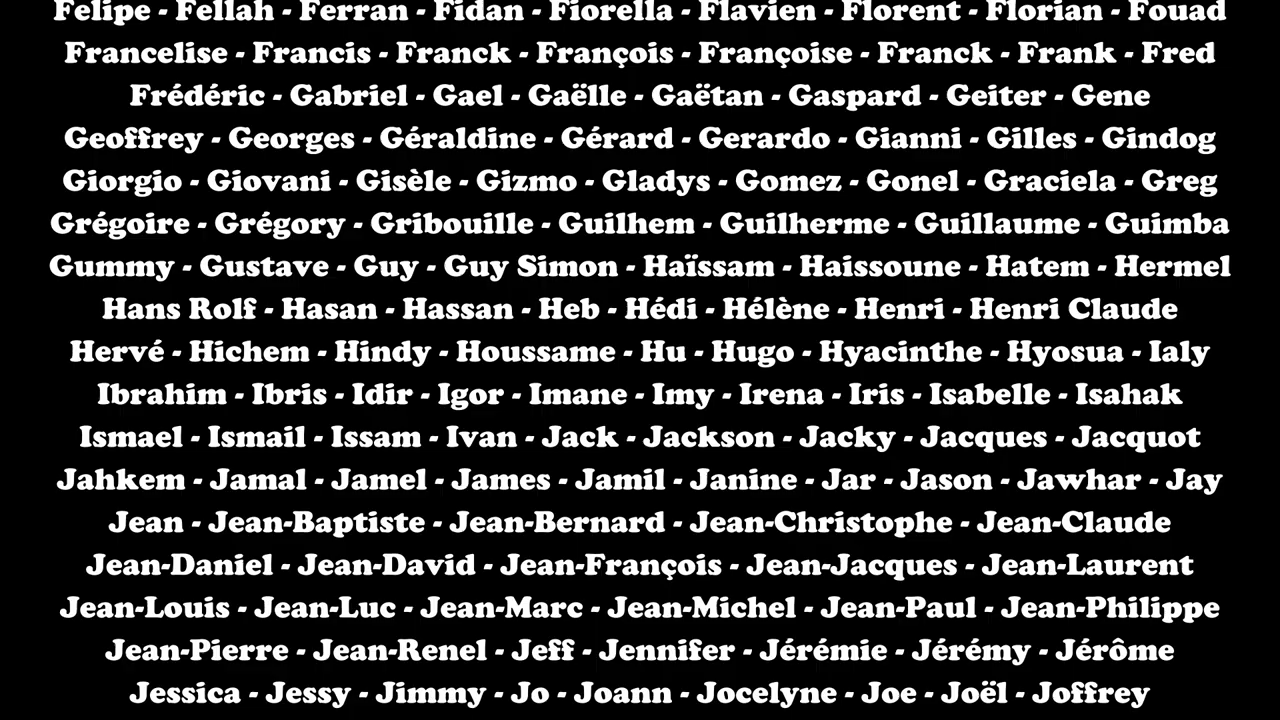 Felipe - Fellah - Ferran - Fidan - Fiorella - Flavien - Florent - Florian - Fouad
Francelise - Francis - Franck - François - Françoise - Franck - Frank - Fred
Frédéric - Gabriel - Gael - Gaëlle - Gaëtan - Gaspard - Geiter - Gene
Geoffrey - Georges - Géraldine - Gérard - Gerardo - Gianni - Gilles - Gindog
Giorgio - Giovani - Gisèle - Gizmo - Gladys - Gomez - Gonel - Graciela - Greg
Grégoire - Grégory - Gribouille - Guilhem - Guilherme - Guillaume - Guimba
Gummy - Gustave - Guy - Guy Simon - Haïssam - Haissoune - Hatem - Hermel
Hans Rolf - Hasan - Hassan - Heb - Hédi - Hélène - Henri - Henri Claude
Hervé - Hichem - Hindy - Houssame - Hu - Hugo - Hyacinthe - Hyosua - Ialy
Ibrahim - Ibris - Idir - Igor - Imane - Imy - Irena - Iris - Isabelle - Isahak
Ismael - Ismail - Issam - Ivan - Jack - Jackson - Jacky - Jacques - Jacquot
Jahkem - Jamal - Jamel - James - Jamil - Janine - Jar - Jason - Jawhar - Jay
Jean - Jean-Baptiste - Jean-Bernard - Jean-Christophe - Jean-Claude
Jean-Daniel - Jean-David - Jean-François - Jean-Jacques - Jean-Laurent
Jean-Louis - Jean-Luc - Jean-Marc - Jean-Michel - Jean-Paul - Jean-Philippe
Jean-Pierre - Jean-Renel - Jeff - Jennifer - Jérémie - Jérémy - Jérôme
Jessica - Jessy - Jimmy - Jo - Joann - Jocelyne - Joe - Joël - Joffrey